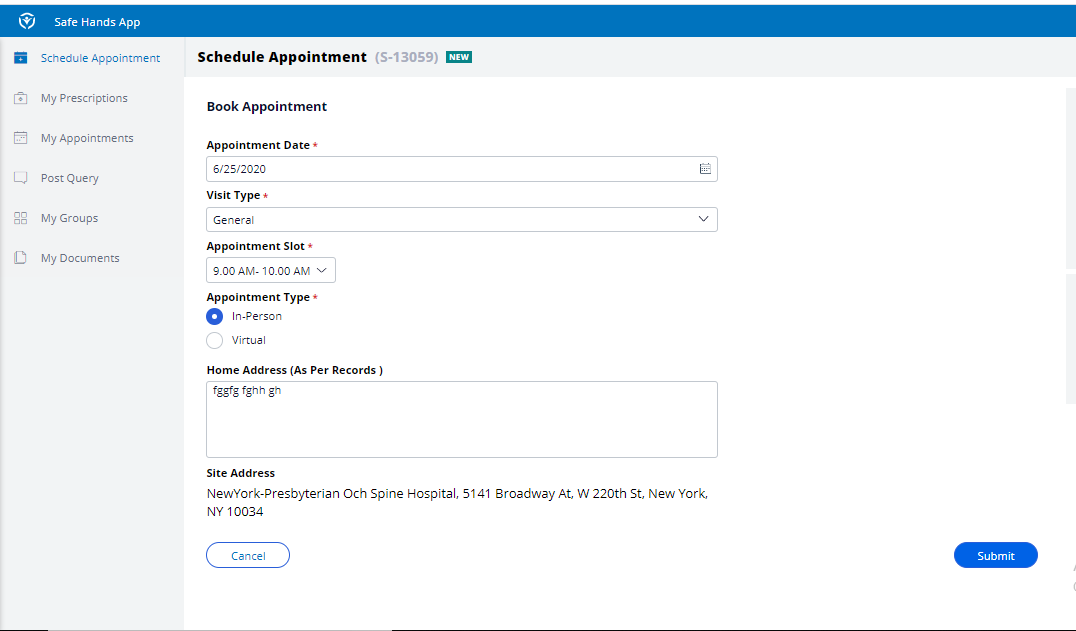 Safe Hands App
Schedule Appointment
My Prescriptions
My Appointments
Post Query
My Groups
My Documents
Schedule Appointment (S-13059) NEW
Book Appointment
Appointment Date *
6/25/2020
Visit Type *
General
Appointment Slot *
9.00 AM- 10.00 AM
Appointment Type *
In-Person
Virtual
Home Address (As Per Records )
fggfg fghh gh
Site Address
NewYork-Presbyterian Och Spine Hospital, 5141 Broadway At, W 220th St, New York,
NY 10034
Cancel
Submit